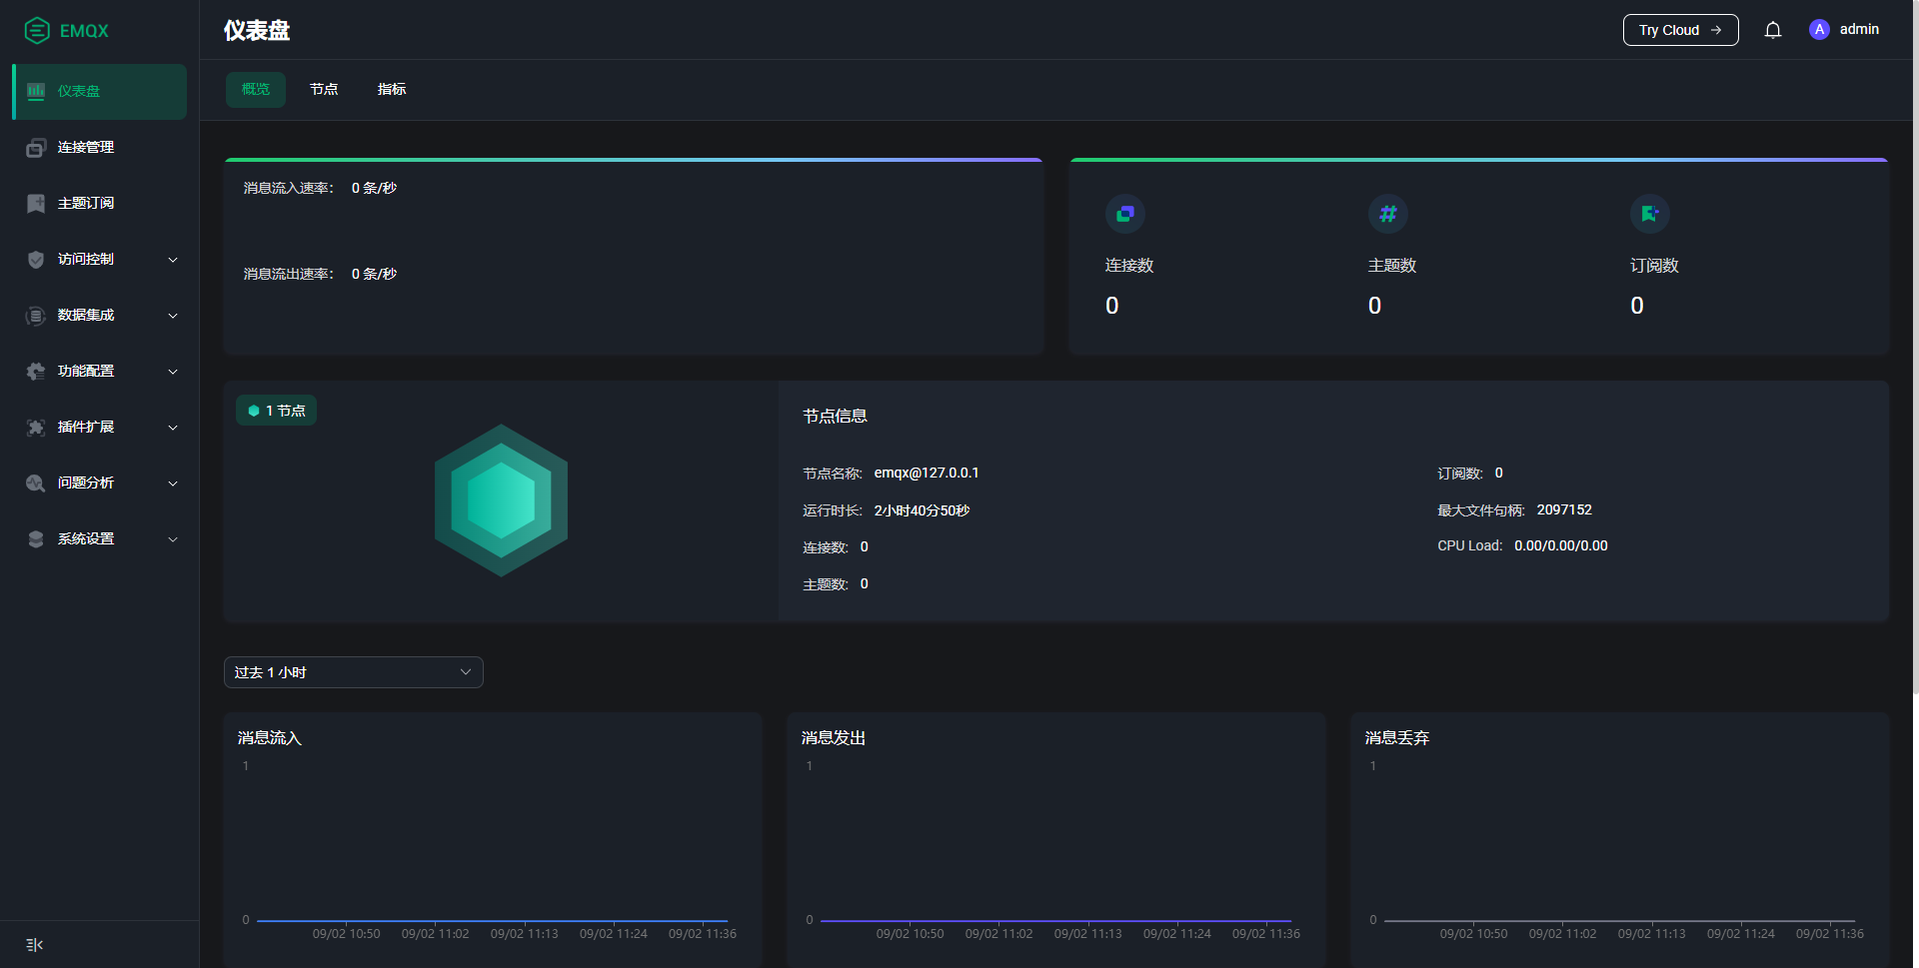 EMQX
仪表盘
连接管理
主题订阅
访问控制
数据集成
功能配置
插件扩展
问题分析
系统设置
仪表盘
Try Cloud →
A admin
概览 节点 指标
消息流入速率： 0 条/秒
消息流出速率： 0 条/秒
连接数
0
主题数
0
订阅数
0
1 节点
节点信息
节点名称: emqx@127.0.0.1
运行时长: 2小时40分50秒
连接数: 0
主题数: 0
订阅数: 0
最大文件句柄: 2097152
CPU Load: 0.00/0.00/0.00
过去 1 小时
消息流入
1
0
09/02 10:50 09/02 11:02 09/02 11:13 09/02 11:24 09/02 11:36
消息发出
1
0
09/02 10:50 09/02 11:02 09/02 11:13 09/02 11:24 09/02 11:36
消息丢弃
1
0
09/02 10:50 09/02 11:02 09/02 11:13 09/02 11:24 09/02 11:36